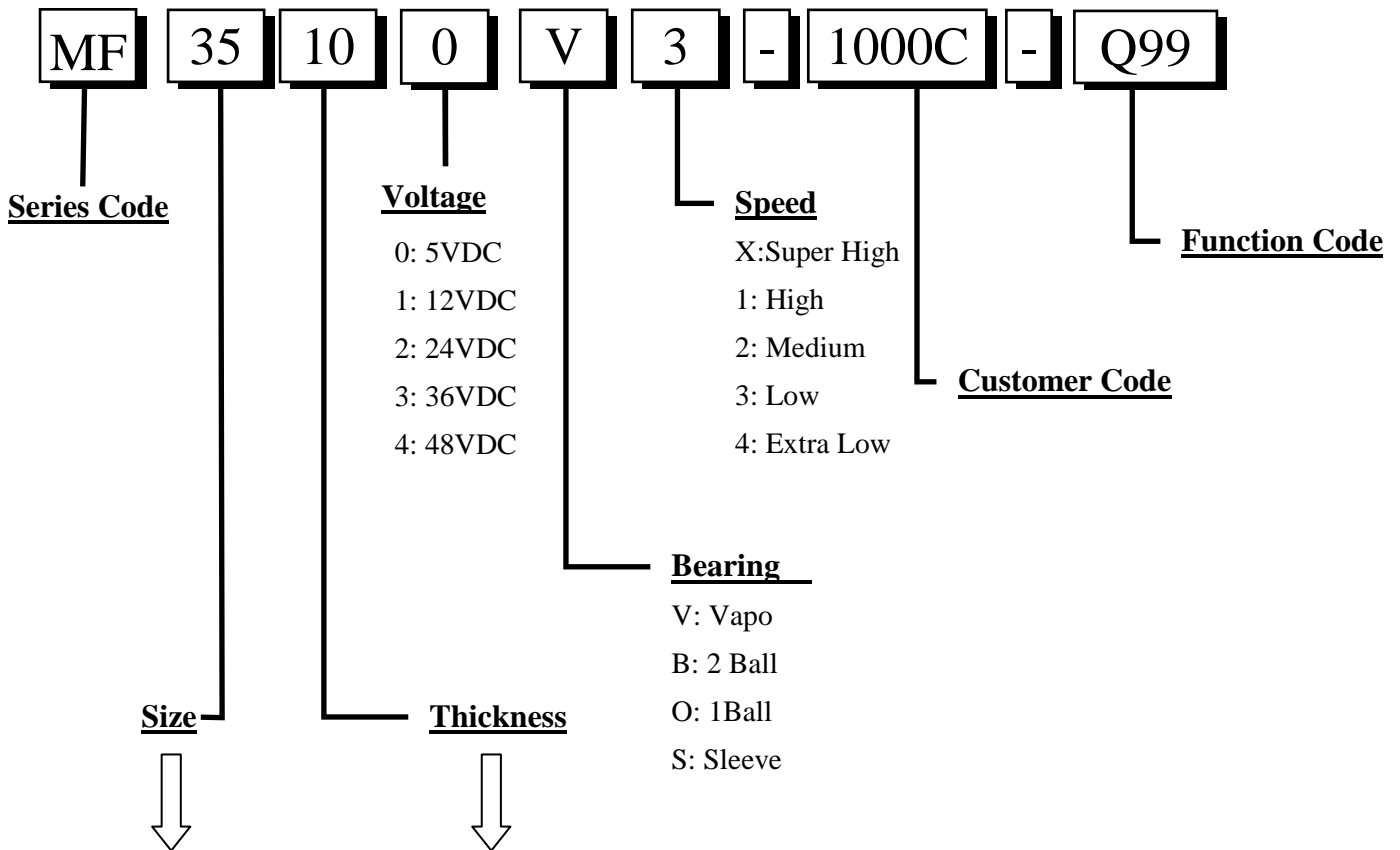 MF 35 10 0 V 3 - 1000C - Q99
Series Code
Voltage
0: 5VDC
1: 12VDC
2: 24VDC
3: 36VDC
4: 48VDC
Speed
X:Super High
1: High
2: Medium
3: Low
4: Extra Low
Function Code
Customer Code
Bearing
V: Vapo
B: 2 Ball
O: 1Ball
S: Sleeve
Size
Thickness